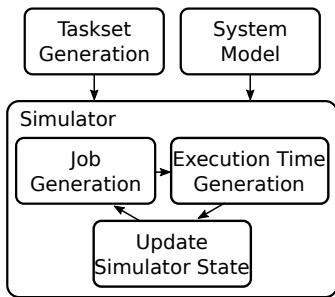 Taskset
Generation
System
Model
Simulator
Job
Generation
Execution Time
Generation
Update
Simulator State